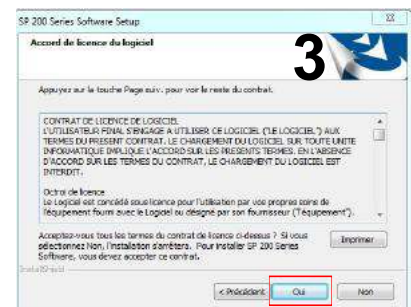 SP 200 Series Software Setup
Accord de licence du logiciel
3
Appuyez sur la touche Page suiv. pour voir le reste du contrat.
CONTRAT DE LICENCE DE LOGICIEL
L'UTILISATEUR FINAL S'ENGAGE A UTILISER CE LOGICIEL ("LE LOGICIEL") AUX
TERMES DU PRESENT CONTRAT. LE CHARGEMENT DU LOGICIEL SUR TOUTE UNITE
INFORMATIQUE IMPLIQUE L'ACCORD SUR LES PRESENTS TERMES. EN L'ABSENCE
D'ACCORD SUR LES TERMES DU CONTRAT, LE CHARGEMENT DU LOGICIEL EST
INTERDIT.
Octroi de licence
Le Logiciel est concédé sous licence pour l'utilisation par vos propres soins de
l'équipement fourni avec le Logiciel ou désigné par son fournisseur ("l'équipement").
Acceptez-vous tous les termes du contrat de licence ci-dessus ? Si vous
sélectionnez Non, l'installation s'arrêtera. Pour installer SP 200 Series
Software, vous devez accepter ce contrat.
Imprimer
InstallShield
< Précédent
Oui
Non